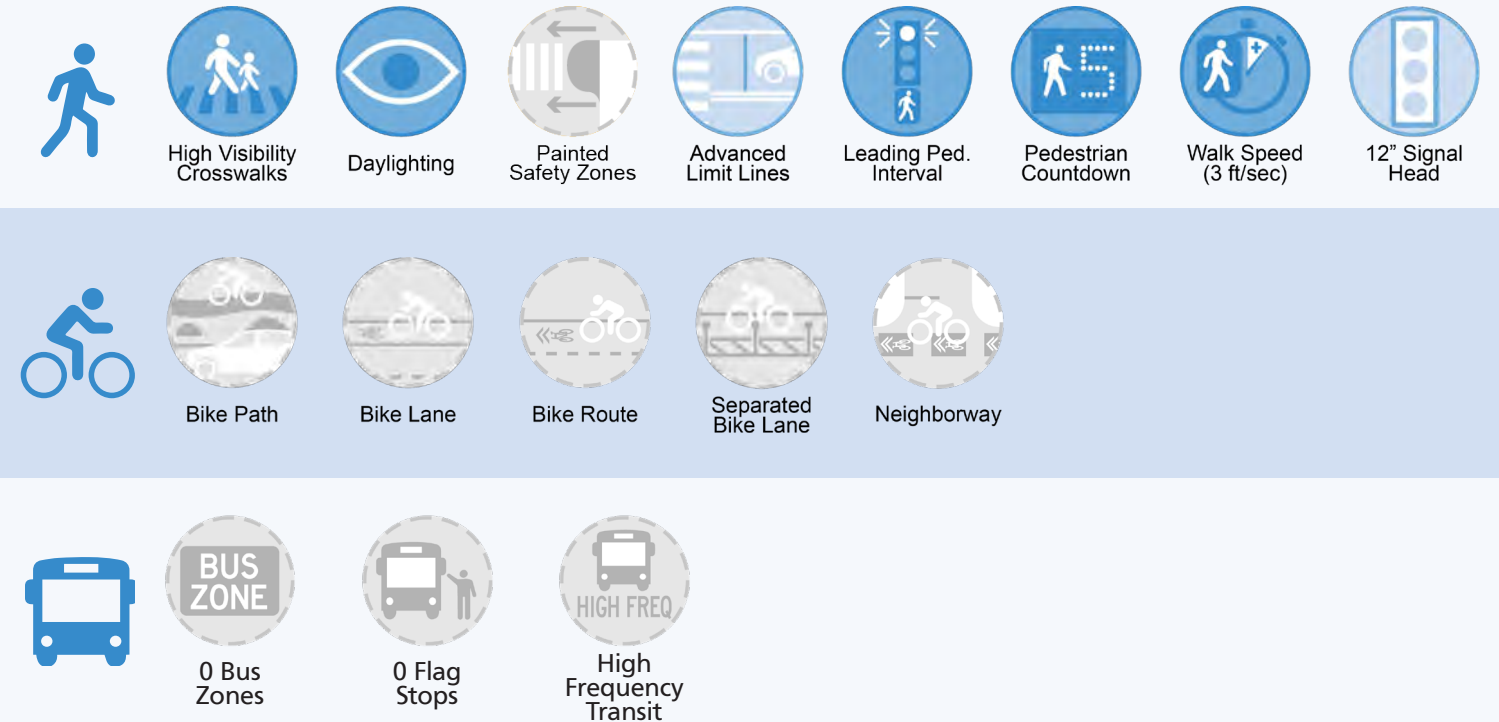 5
High Visibility
Crosswalks
Daylighting
Painted
Safety Zones
Advanced
Limit Lines
Leading Ped.
Interval
Pedestrian
Countdown
Walk Speed
(3 ft/sec)
12” Signal
Head
Bike Path
Bike Lane
Bike Route
Separated
Bike Lane
Neighborway
BUS
ZONE
HIGH FREQ
0 Bus
Zones
0 Flag
Stops
High
Frequency
Transit